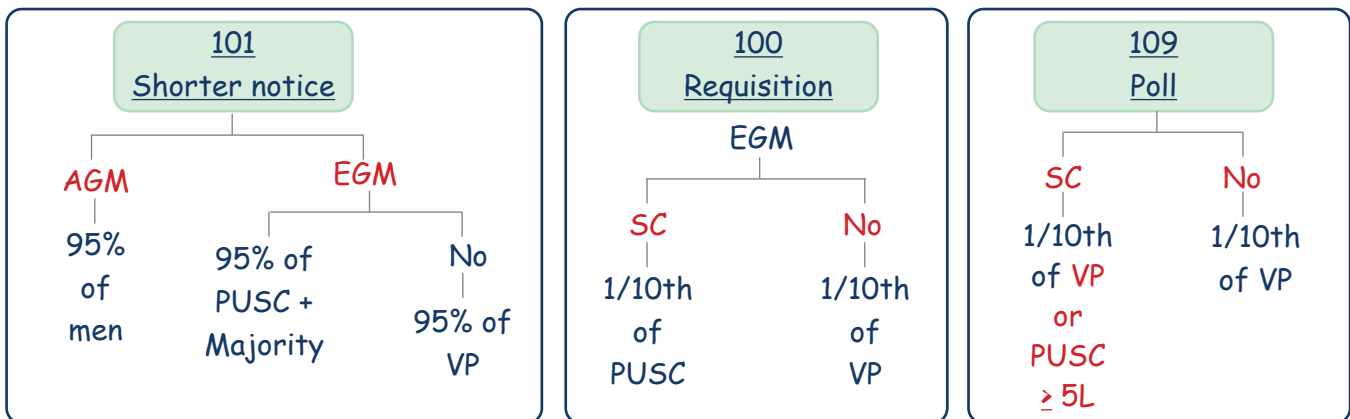 101
Shorter notice
AGM
95%
of
men
EGM
95% of
PUSC +
Majority
No
95% of
VP
100
Requisition
EGM
SC
1/10th
of
PUSC
No
1/10th
of
VP
109
Poll
SC
1/10th
of VP
or
PUSC
≥ 5L
No
1/10th
of VP